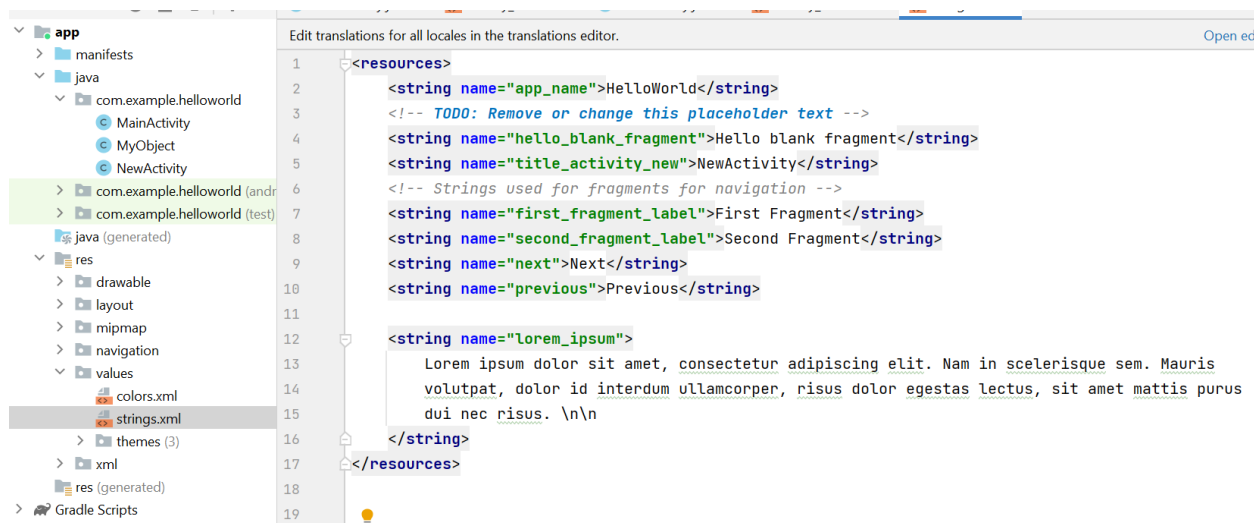 app
manifests
java
com.example.helloworld
MainActivity
MyObject
NewActivity
com.example.helloworld (andr
com.example.helloworld (test)
java (generated)
res
drawable
layout
mipmap
navigation
values
colors.xml
strings.xml
themes (3)
xml
res (generated)
Gradle Scripts
Edit translations for all locales in the translations editor. Open ed
1 <resources>
2 <string name="app_name">HelloWorld</string>
3 <!-- TODO: Remove or change this placeholder text -->
4 <string name="hello_blank_fragment">Hello blank fragment</string>
5 <string name="title_activity_new">NewActivity</string>
6 <!-- Strings used for fragments for navigation -->
7 <string name="first_fragment_label">First Fragment</string>
8 <string name="second_fragment_label">Second Fragment</string>
9 <string name="next">Next</string>
10 <string name="previous">Previous</string>
11
12 <string name="lorem_ipsum">
13 Lorem ipsum dolor sit amet, consectetur adipiscing elit. Nam in scelerisque sem. Mauris
14 volutpat, dolor id interdum ullamcorper, risus dolor egestas lectus, sit amet mattis purus
15 dui nec risus. \n\n
16 </string>
17 </resources>
18
19